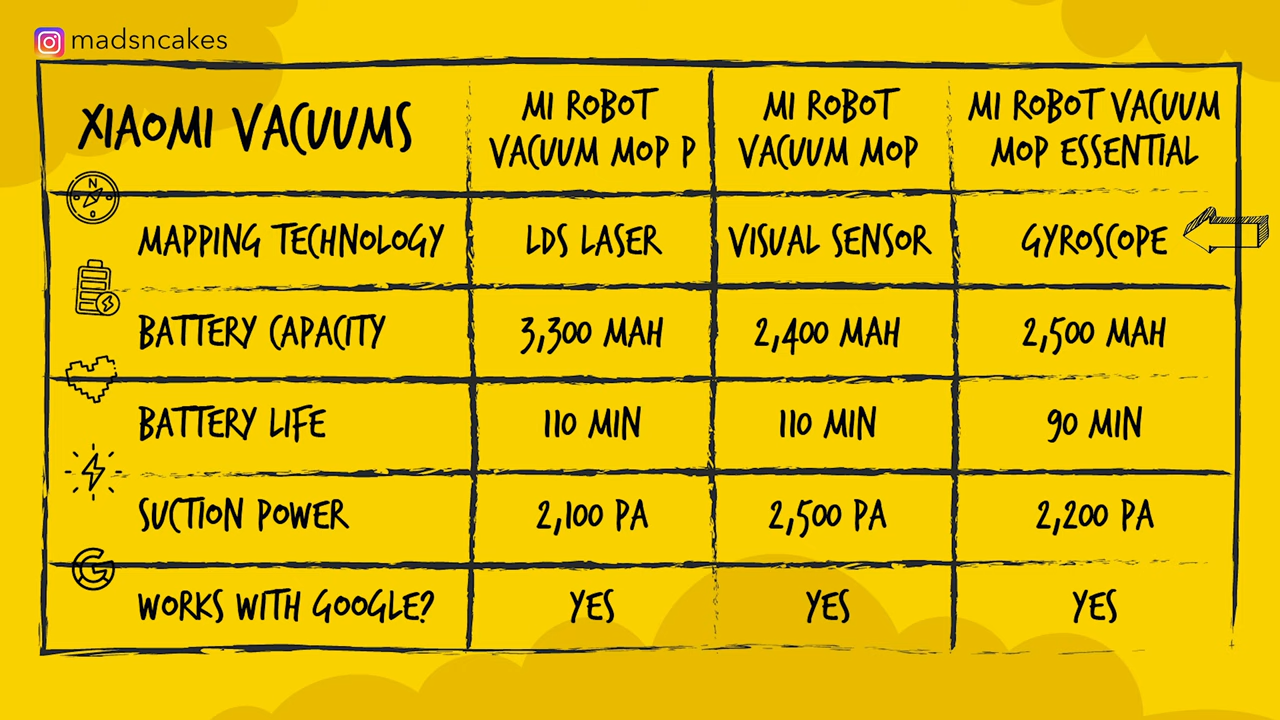 madsncakes
XIAOMI VACUUMS
MI ROBOT
VACUUM MOP P
MI ROBOT
VACUUM MOP
MI ROBOT VACUUM
MOP ESSENTIAL
N
MAPPING TECHNOLOGY
LDS LASER
VISUAL SENSOR
GYROSCOPE
BATTERY CAPACITY
3,300 MAH
2,400 MAH
2,500 MAH
BATTERY LIFE
110 MIN
110 MIN
90 MIN
SUCTION POWER
2,100 PA
2,500 PA
2,200 PA
G
WORKS WITH GOOGLE?
YES
YES
YES